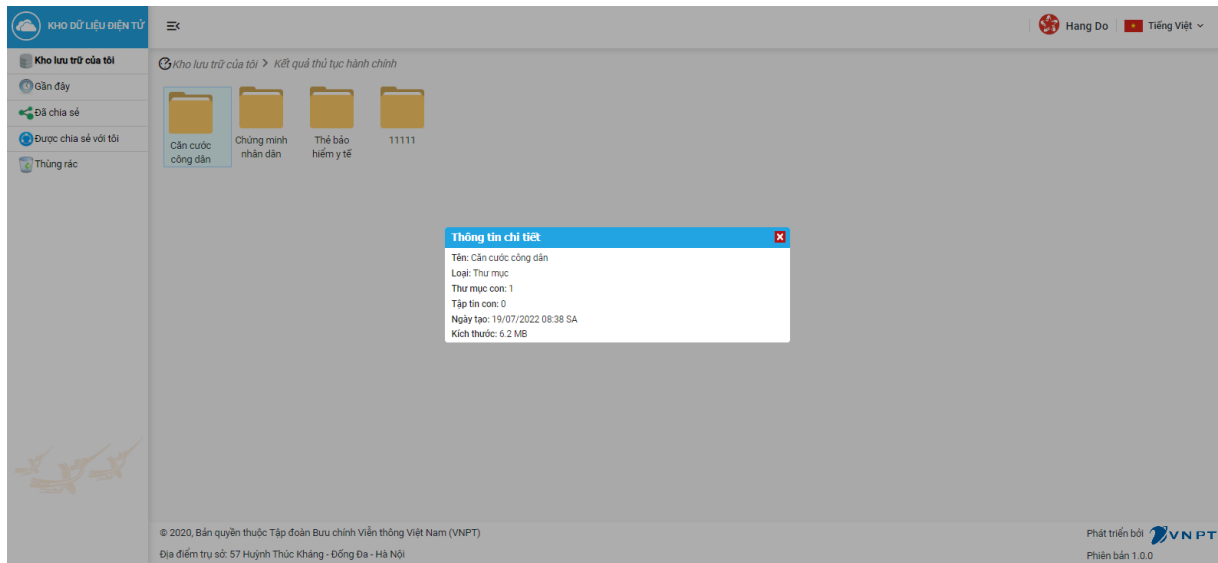 KHO DỮ LIỆU ĐIỆN TỬ
Hang Do
Tiếng Việt
Kho lưu trữ của tôi
Gần đây
Đã chia sẻ
Được chia sẻ với tôi
Thùng rác
Kho lưu trữ của tôi > Kết quả thủ tục hành chính
Căn cước
công dân
Chứng minh
nhân dân
Thẻ bảo
hiểm y tế
11111
Thông tin chi tiết
Tên: Căn cước công dân
Loại: Thư mục
Thư mục con: 1
Tập tin con: 0
Ngày tạo: 19/07/2022 08:38 SA
Kích thước: 6.2 MB
© 2020, Bản quyền thuộc Tập đoàn Bưu chính Viễn thông Việt Nam (VNPT)
Địa điểm trụ sở: 57 Huỳnh Thúc Kháng - Đống Đa - Hà Nội
Phát triển bởi VNPT
Phiên bản 1.0.0